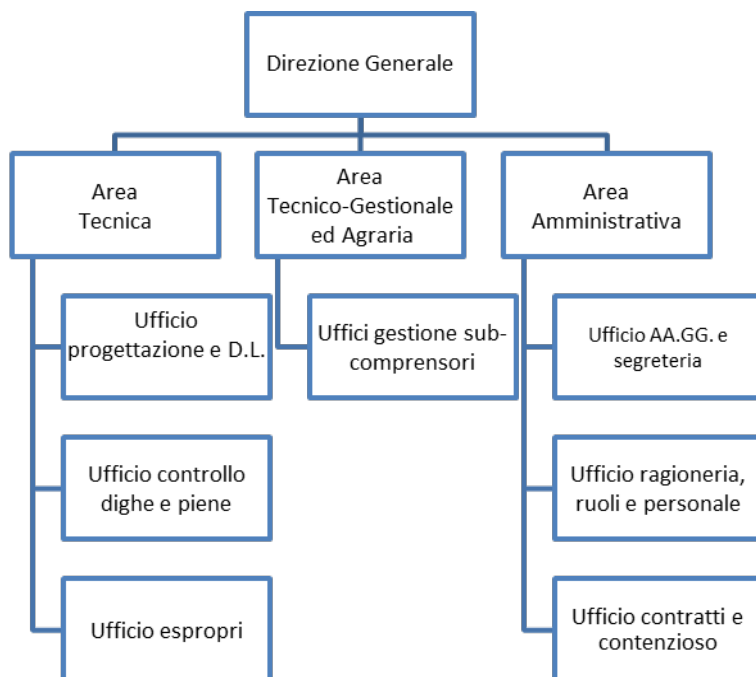 Direzione Generale
Area
Tecnica
Area
Tecnico-Gestionale
ed Agraria
Area
Amministrativa
Ufficio
progettazione e D.L.
Uffici gestione sub-
comprensori
Ufficio AA.GG. e
segreteria
Ufficio controllo
dighe e piene
Ufficio ragioneria,
ruoli e personale
Ufficio espropri
Ufficio contratti e
contenzioso